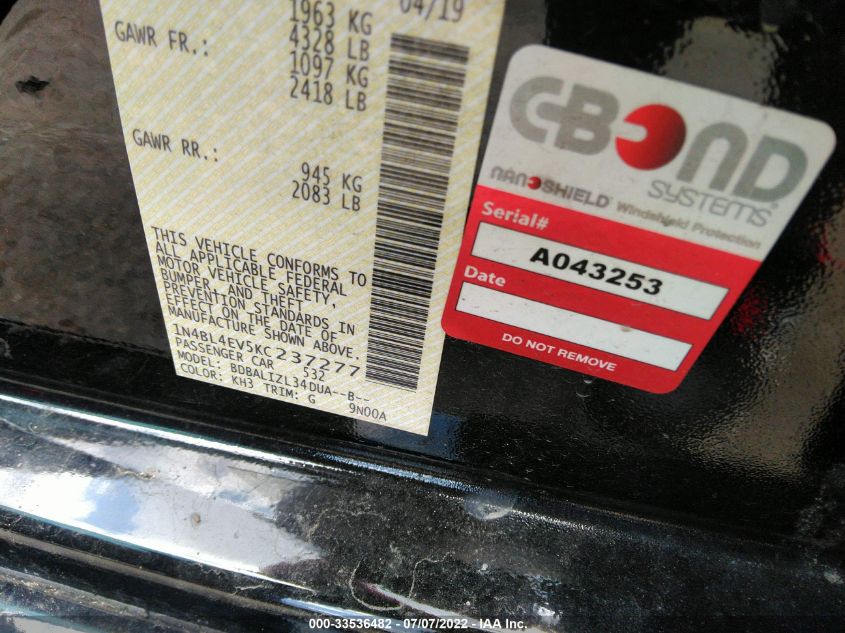 04/19
1963 KG
4328 LB
GAWR FR.:
1097 KG
2418 LB
GAWR RR.:
945 KG
2083 LB
THIS VEHICLE CONFORMS TO
ALL APPLICABLE FEDERAL
MOTOR VEHICLE SAFETY,
BUMPER, AND THEFT
PREVENTION STANDARDS IN
EFFECT ON THE DATE OF
MANUFACTURE SHOWN ABOVE.
1N4BL4EV5KC237277
PASSENGER CAR 532
MODEL: BDBALIZL34DUA--B--
COLOR: KH3 TRIM: G 9N00A
C-BOND
SYSTEMS
NANOSHIELD Windshield Protection
Serial#
A043253
Date
DO NOT REMOVE
000-33536482 - 07/07/2022 - IAA Inc.